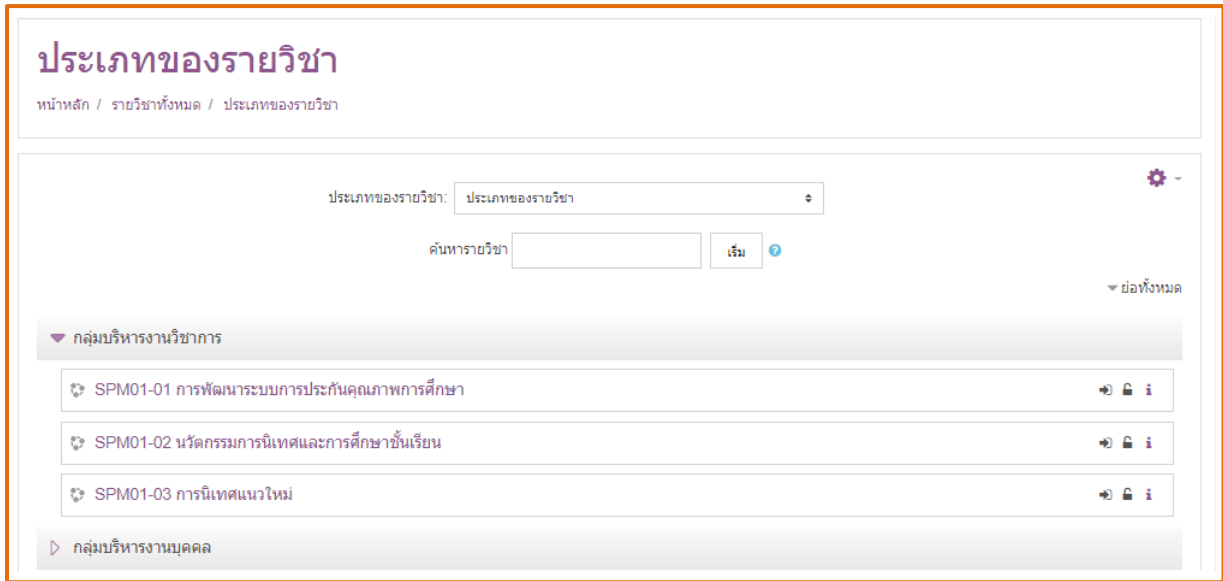 ประเภทของรายวิชา
หน้าหลัก / รายวิชาทั้งหมด / ประเภทของรายวิชา
ประเภทของรายวิชา: ประเภทของรายวิชา
ค้นหารายวิชา เริ่ม
ย่อทั้งหมด
กลุ่มบริหารงานวิชาการ
SPM01-01 การพัฒนาระบบการประกันคุณภาพการศึกษา
SPM01-02 นวัตกรรมการนิเทศและการศึกษาชั้นเรียน
SPM01-03 การนิเทศแนวใหม่
กลุ่มบริหารงานบุคคล